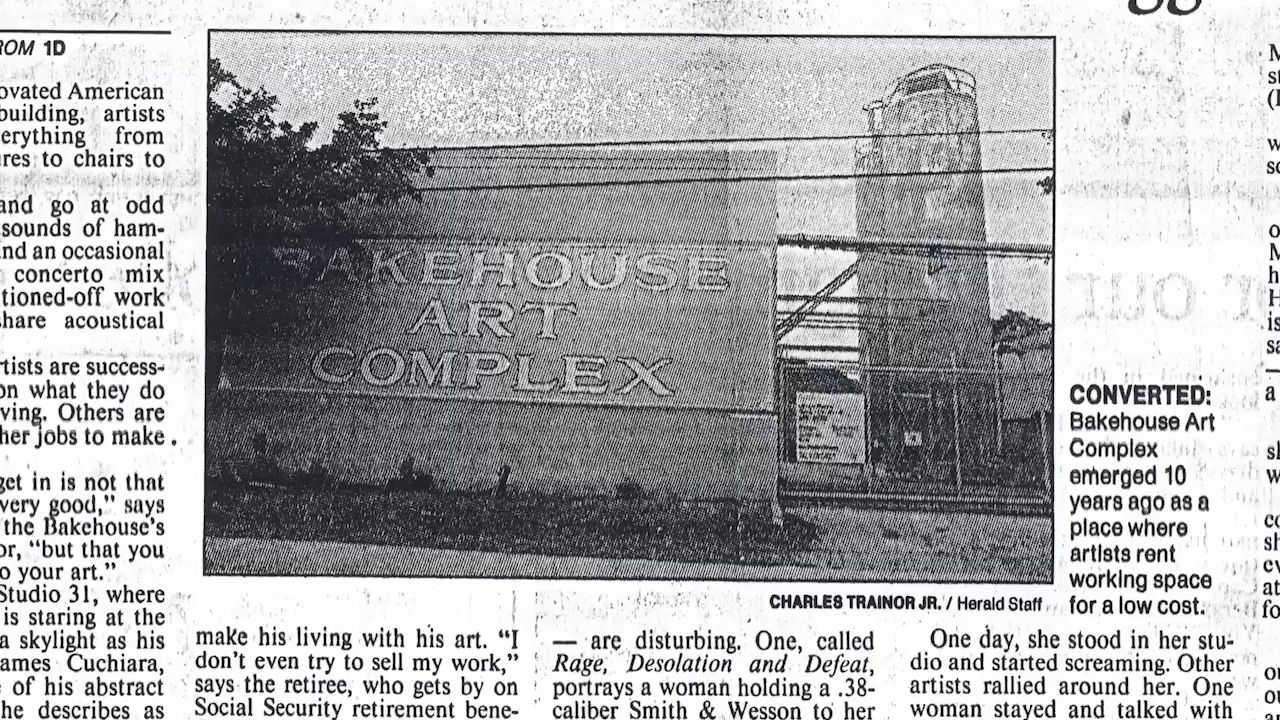 ROM 1D
ovated American
building, artists
erything from
res to chairs to
and go at odd
sounds of ham-
nd an occasional
concerto mix
tioned-off work
share acoustical
rtists are success-
on what they do
ving. Others are
her jobs to make
get in is not that
very good,” says
the Bakehouse’s
or, “but that you
o your art.”
Studio 31, where
is staring at the
a skylight as his
ames Cuchiara,
of his abstract
he describes as
AKEHOUSE
ART
COMPLEX
CHARLES TRAINOR JR. / Herald Staff
CONVERTED:
Bakehouse Art
Complex
emerged 10
years ago as a
place where
artists rent
working space
for a low cost.
make his living with his art. “I
don’t even try to sell my work,”
says the retiree, who gets by on
Social Security retirement bene-
— are disturbing. One, called
Rage, Desolation and Defeat,
portrays a woman holding a .38-
caliber Smith & Wesson to her
One day, she stood in her stu-
dio and started screaming. Other
artists rallied around her. One
woman stayed and talked with